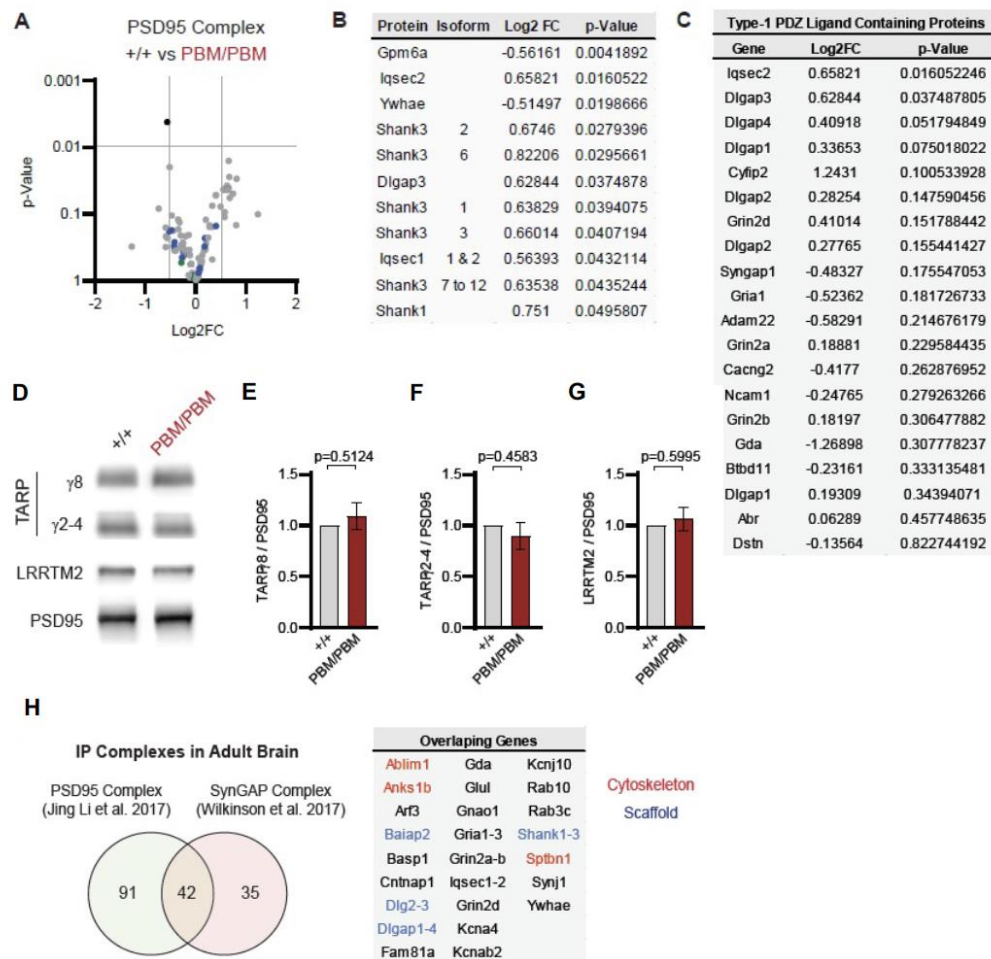 A
PSD95 Complex
+/+ vs PBM/PBM
0.001
0.01
0.1
1
p-Value
-2
-1
0
1
2
Log2FC
B
Protein Isoform Log2 FC p-Value
Gpm6a -0.56161 0.0041892
Iqsec2 0.65821 0.0160522
Ywhae -0.51497 0.0198666
Shank3 2 0.6746 0.0279396
Shank3 6 0.82206 0.0295661
Dlgap3 0.62844 0.0374878
Shank3 1 0.63829 0.0394075
Shank3 3 0.66014 0.0407194
Iqsec1 1 & 2 0.56393 0.0432114
Shank3 7 to 12 0.63538 0.0435244
Shank1 0.751 0.0495807
C
Type-1 PDZ Ligand Containing Proteins
Gene Log2FC p-Value
Iqsec2 0.65821 0.016052246
Dlgap3 0.62844 0.037487805
Dlgap4 0.40918 0.051794849
Dlgap1 0.33653 0.075018022
Cyfip2 1.2431 0.100533928
Dlgap2 0.28254 0.147590456
Grin2d 0.41014 0.151788442
Dlgap2 0.27765 0.155441427
Syngap1 -0.48327 0.175547053
Gria1 -0.52362 0.181726733
Adam22 -0.58291 0.214676179
Grin2a 0.18881 0.229584435
Cacng2 -0.4177 0.262876952
Ncam1 -0.24765 0.279263266
Grin2b 0.18197 0.306477882
Gda -1.26898 0.307778237
Btbd11 -0.23161 0.333135481
Dlgap1 0.19309 0.34394071
Abr 0.06289 0.457748635
Dstn -0.13564 0.822744192
D
+/+
PBM/PBM
TARP
γ8
γ2-4
LRRTM2
PSD95
E
p=0.5124
1.5
1.0
0.5
0.0
TARPγ8 / PSD95
+/+
PBM/PBM
F
p=0.4583
1.5
1.0
0.5
0.0
TARPγ2-4 / PSD95
+/+
PBM/PBM
G
p=0.5995
1.5
1.0
0.5
0.0
LRRTM2 / PSD95
+/+
PBM/PBM
H
IP Complexes in Adult Brain
PSD95 Complex
(Jing Li et al. 2017)
SynGAP Complex
(Wilkinson et al. 2017)
91
42
35
Overlaping Genes
Ablim1 Gda Kcnj10
Anks1b Glul Rab10
Arf3 Gnao1 Rab3c
Baiap2 Gria1-3 Shank1-3
Basp1 Grin2a-b Sptbn1
Cntnap1 Iqsec1-2 Synj1
Dlg2-3 Grin2d Ywhae
Dlgap1-4 Kcna4
Fam81a Kcnab2
Cytoskeleton
Scaffold